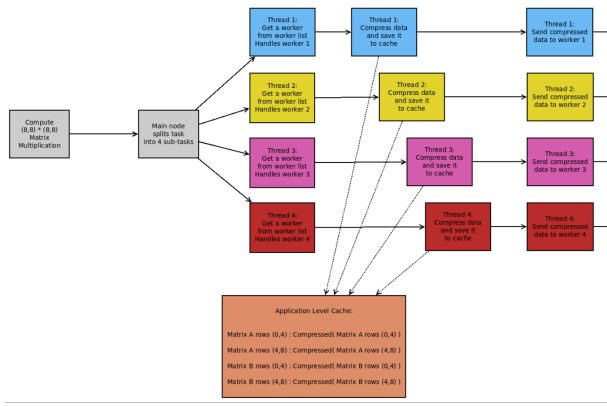 Thread 1:
Get a worker
from worker list
Handles worker 1
Thread 1:
Compress data
and save it
to cache
Thread 1:
Send compressed
data to worker 1
Thread 2:
Get a worker
from worker list
Handles worker 2
Thread 2:
Compress data
and save it
to cache
Thread 2:
Send compressed
data to worker 2
Compute
(8,8) * (8,8)
Matrix
Multiplication
Main node
splits task
into 4 sub-tasks
Thread 3:
Get a worker
from worker list
Handles worker 3
Thread 3:
Compress data
and save it
to cache
Thread 3:
Send compressed
data to worker 3
Thread 4:
Get a worker
from worker list
Handles worker 4
Thread 4:
Compress data
and save it
to cache
Thread 4:
Send compressed
data to worker 4
Application Level Cache:
Matrix A rows (0,4) : Compressed( Matrix A rows (0,4) )
Matrix A rows (4,8) : Compressed( Matrix A rows (4,8) )
Matrix B rows (0,4) : Compressed( Matrix B rows (0,4) )
Matrix B rows (4,8) : Compressed( Matrix B rows (4,8) )